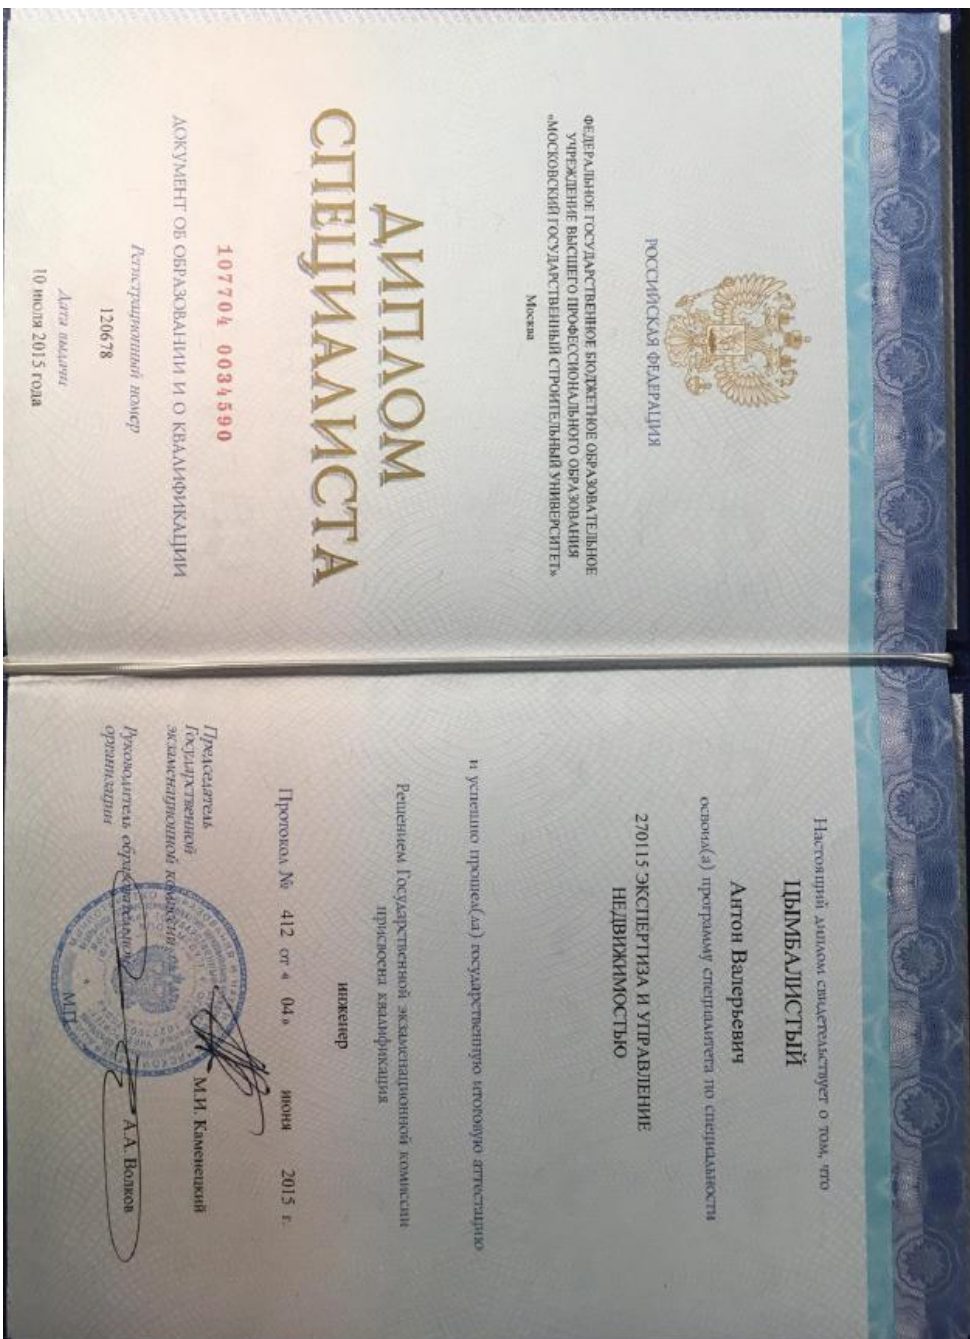 РОССИЙСКАЯ ФЕДЕРАЦИЯ
ФЕДЕРАЛЬНОЕ ГОСУДАРСТВЕННОЕ БЮДЖЕТНОЕ ОБРАЗОВАТЕЛЬНОЕ
УЧРЕЖДЕНИЕ ВЫСШЕГО ПРОФЕССИОНАЛЬНОГО ОБРАЗОВАНИЯ
«МОСКОВСКИЙ ГОСУДАРСТВЕННЫЙ СТРОИТЕЛЬНЫЙ УНИВЕРСИТЕТ»
Москва
ДИПЛОМ
СПЕЦИАЛИСТА
107704 0034590
ДОКУМЕНТ ОБ ОБРАЗОВАНИИ И О КВАЛИФИКАЦИИ
Регистрационный номер
120678
Дата выдачи
10 июля 2015 года
Настоящий диплом свидетельствует о том, что
ЦЫМБАЛИСТЫЙ
Антон Валерьевич
освоил(а) программу специалитета по специальности
270115 ЭКСПЕРТИЗА И УПРАВЛЕНИЕ
НЕДВИЖИМОСТЬЮ
и успешно прошел(ла) государственную итоговую аттестацию
Решением Государственной экзаменационной комиссии
присвоена квалификация
инженер
Протокол № 412 от « 04» июня 2015 г.
Председатель
Государственной
экзаменационной комиссии
М.И. Каменецкий
Руководитель образовательной
организации
А.А. Волков
М.П.